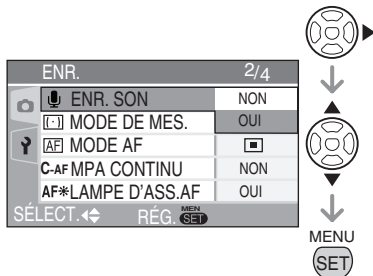 ENR. 2/4
ENR. SON NON
MODE DE MES. OUI
AF MODE AF
C-AF MPA CONTINU NON
AF* LAMPE D'ASS.AF OUI
SÉLECT. RÉG. MENU SET
MENU
SET